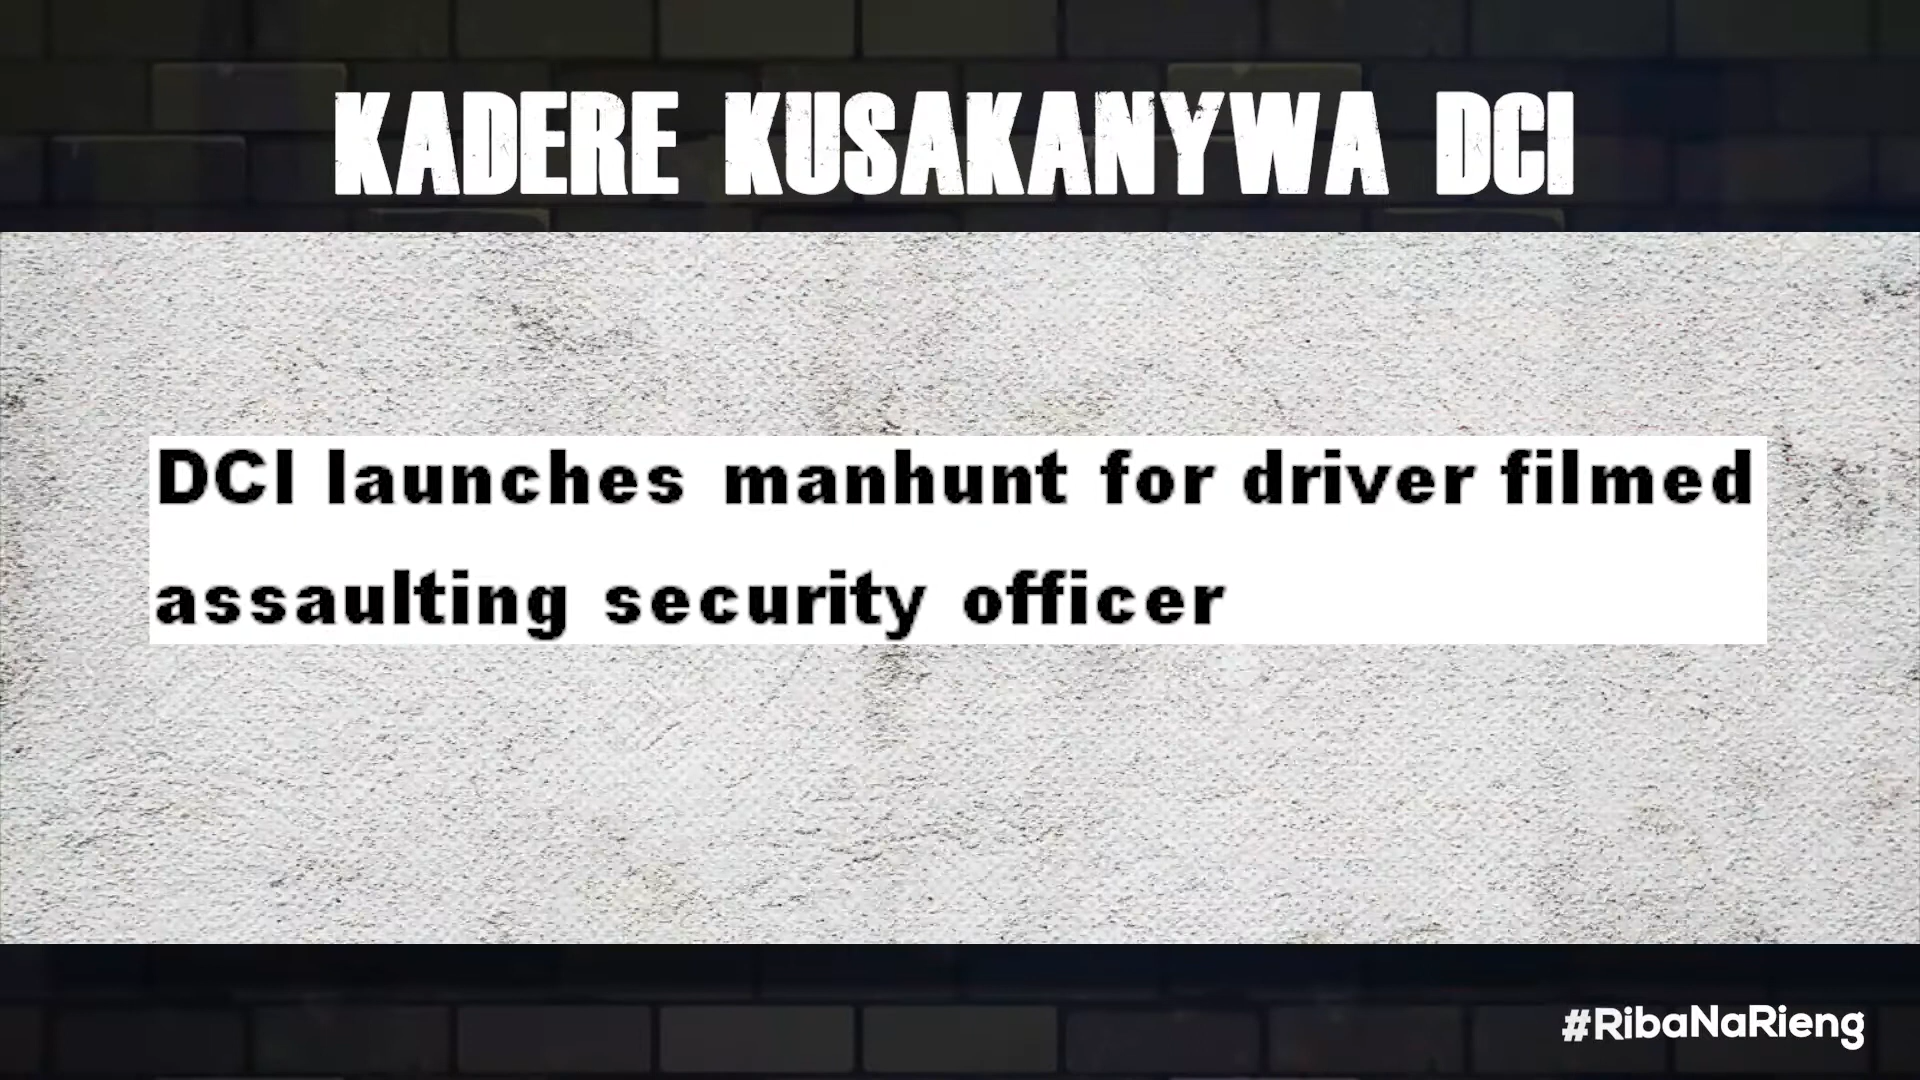 KADERE KUSAKANYWA DCI
DCI launches manhunt for driver filmed
assaulting security officer
#RibaNaRieng